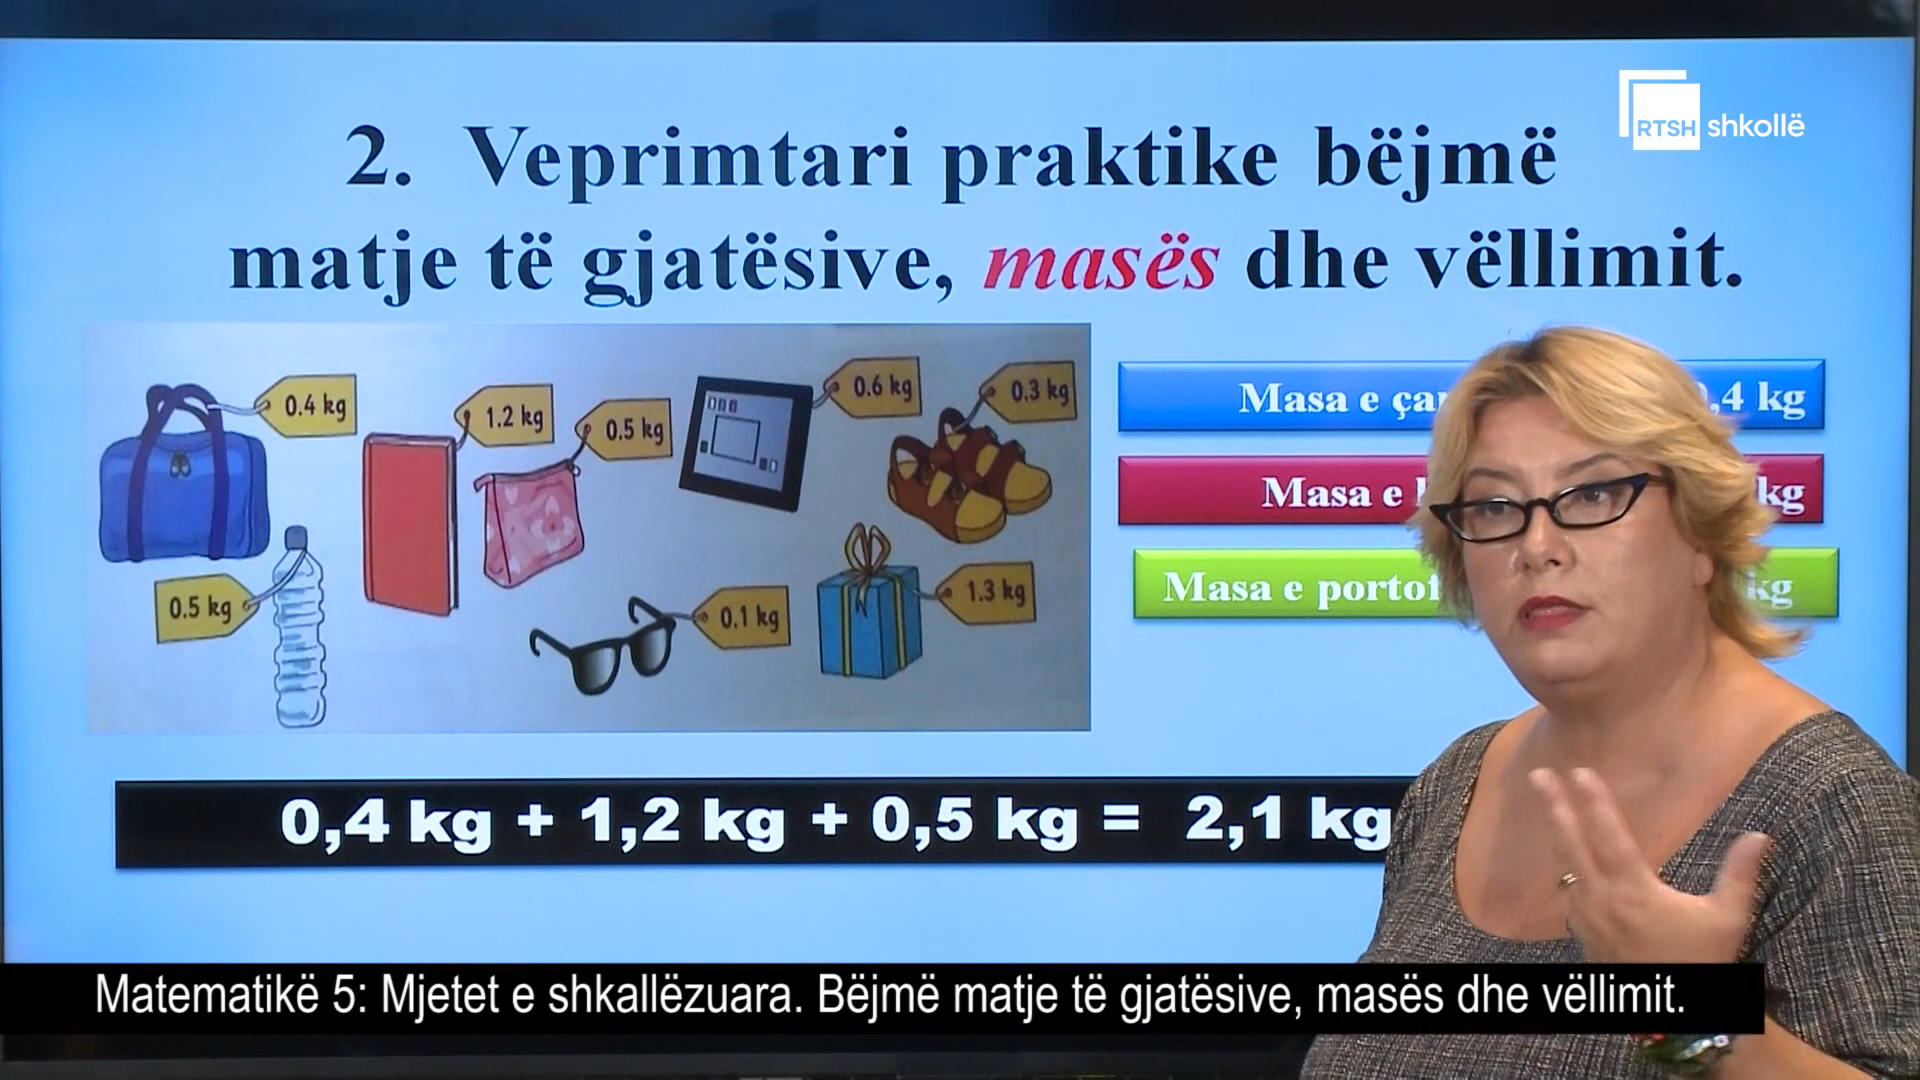 RTSH shkollë
2. Veprimtari praktike bëjmë
matje të gjatësive, masës dhe vëllimit.
0.4 kg
1.2 kg
0.5 kg
0.6 kg
0.3 kg
0.5 kg
0.1 kg
1.3 kg
Masa e 0,4 kg
Masa e kg
Masa e kg
0,4 kg + 1,2 kg + 0,5 kg = 2,1 kg
Matematikë 5: Mjetet e shkallëzuara. Bëjmë matje të gjatësive, masës dhe vëllimit.